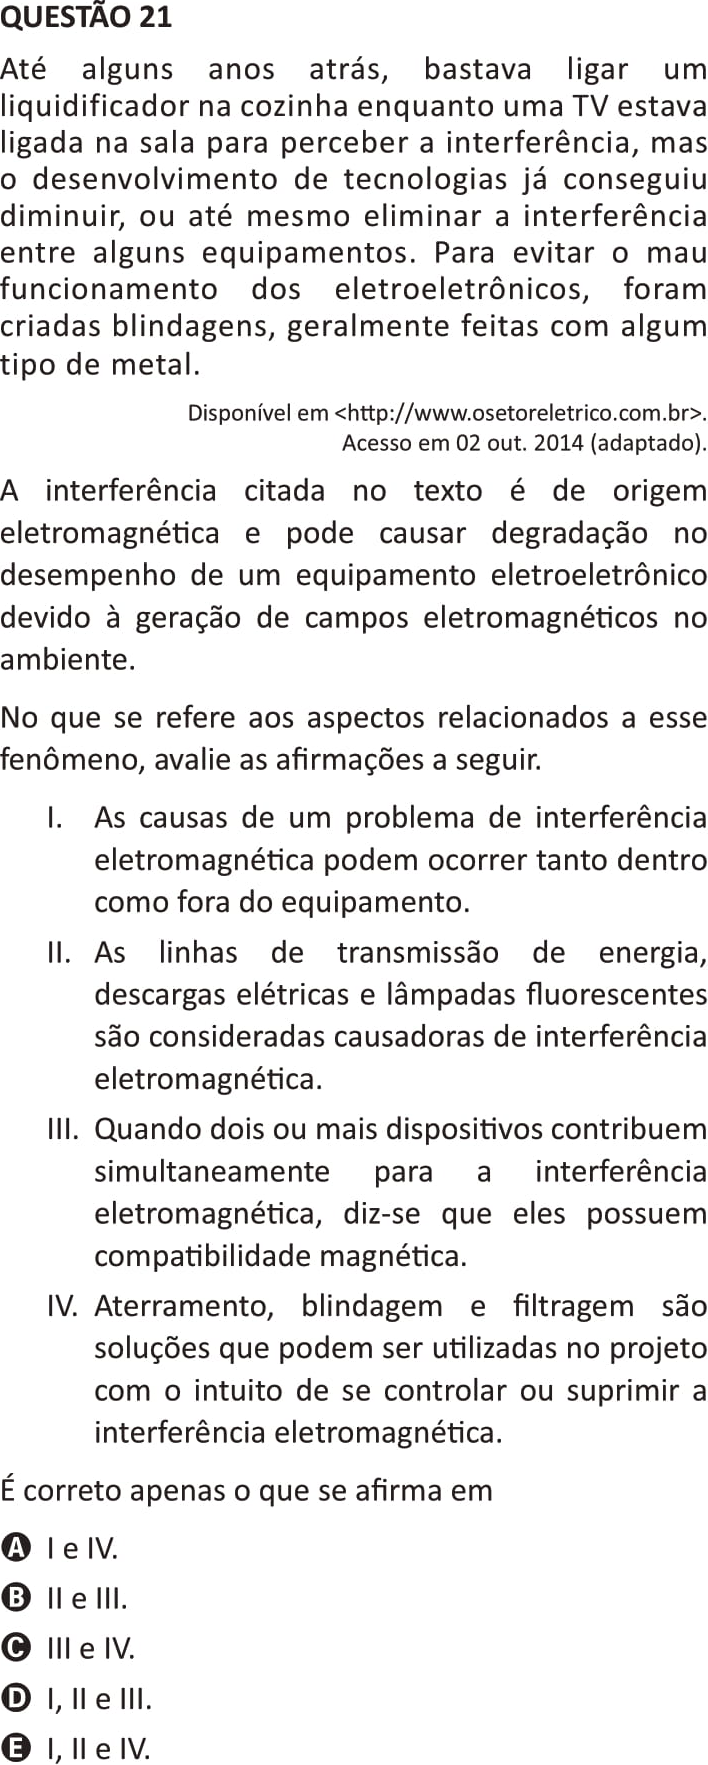 QUESTÃO 21
Até alguns anos atrás, bastava ligar um
liquidificador na cozinha enquanto uma TV estava
ligada na sala para perceber a interferência, mas
o desenvolvimento de tecnologias já conseguiu
diminuir, ou até mesmo eliminar a interferência
entre alguns equipamentos. Para evitar o mau
funcionamento dos eletroeletrônicos, foram
criadas blindagens, geralmente feitas com algum
tipo de metal.
Disponível em <http://www.osetoreletrico.com.br>.
Acesso em 02 out. 2014 (adaptado).
A interferência citada no texto é de origem
eletromagnética e pode causar degradação no
desempenho de um equipamento eletroeletrônico
devido à geração de campos eletromagnéticos no
ambiente.
No que se refere aos aspectos relacionados a esse
fenômeno, avalie as afirmações a seguir.
I. As causas de um problema de interferência
eletromagnética podem ocorrer tanto dentro
como fora do equipamento.
II. As linhas de transmissão de energia,
descargas elétricas e lâmpadas fluorescentes
são consideradas causadoras de interferência
eletromagnética.
III. Quando dois ou mais dispositivos contribuem
simultaneamente para a interferência
eletromagnética, diz-se que eles possuem
compatibilidade magnética.
IV. Aterramento, blindagem e filtragem são
soluções que podem ser utilizadas no projeto
com o intuito de se controlar ou suprimir a
interferência eletromagnética.
É correto apenas o que se afirma em
A I e IV.
B II e III.
C III e IV.
D I, II e III.
E I, II e IV.